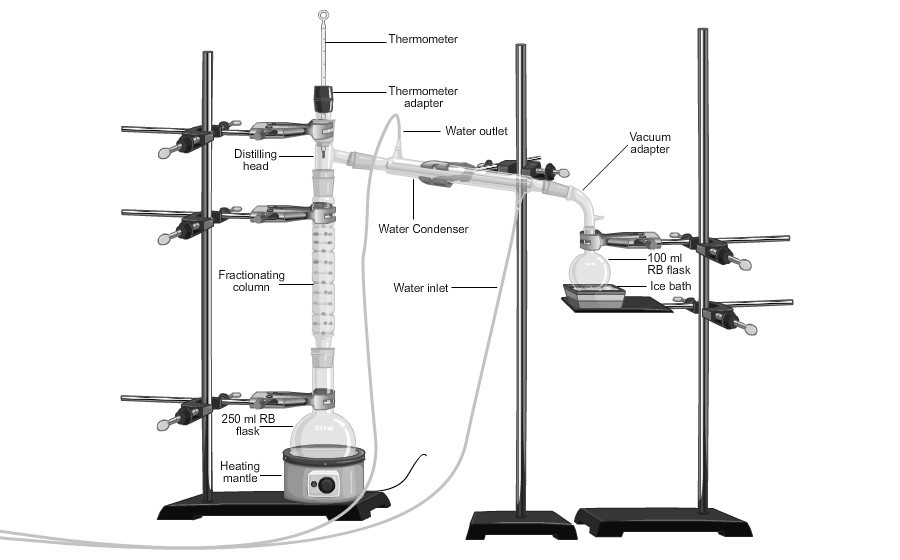 Thermometer
Thermometer
adapter
Water outlet
Vacuum
adapter
Distilling
head
Water Condenser
100 ml
RB flask
Fractionating
column
Water inlet
Ice bath
250 ml RB
flask
Heating
mantle